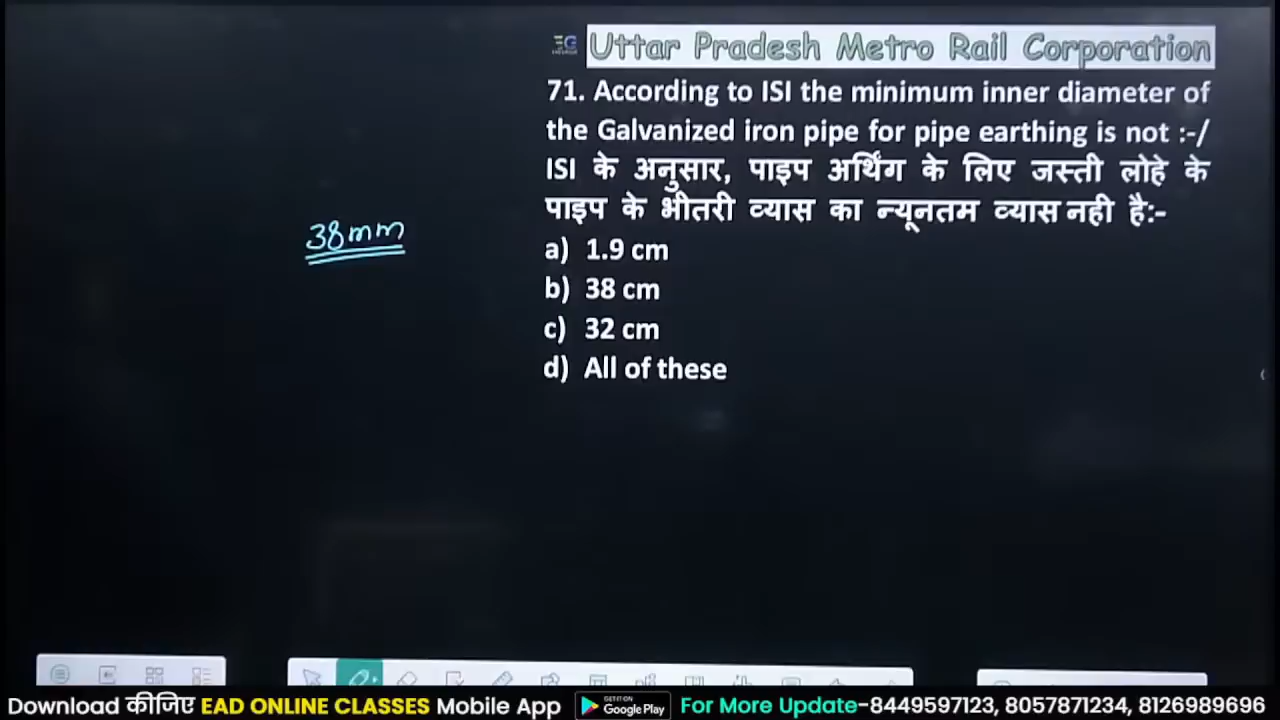 Uttar Pradesh Metro Rail Corporation
71. According to ISI the minimum inner diameter of
the Galvanized iron pipe for pipe earthing is not :-/
ISI के अनुसार, पाइप अर्थिंग के लिए जस्ती लोहे के
पाइप के भीतरी व्यास का न्यूनतम व्यास नही है:-
38mm
a) 1.9 cm
b) 38 cm
c) 32 cm
d) All of these
Download कीजिए EAD ONLINE CLASSES Mobile App GET IT ON Google Play For More Update-8449597123, 8057871234, 8126989696